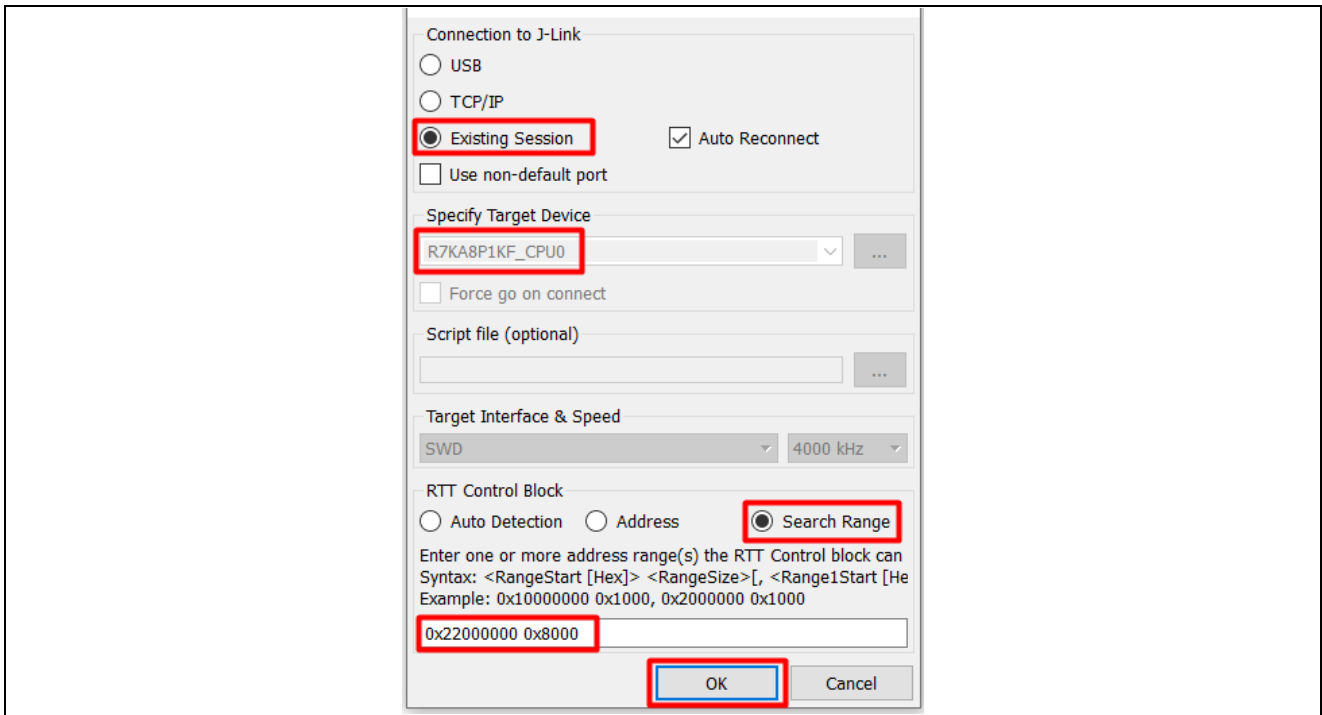 Connection to J-Link
USB
TCP/IP
Existing Session Auto Reconnect
Use non-default port
Specify Target Device
R7KA8P1KF_CPU0 ...
Force go on connect
Script file (optional)
...
Target Interface & Speed
SWD 4000 kHz
RTT Control Block
Auto Detection Address Search Range
Enter one or more address range(s) the RTT Control block can
Syntax: <RangeStart [Hex]> <RangeSize>[, <Range1Start [He
Example: 0x10000000 0x1000, 0x2000000 0x1000
0x22000000 0x8000
OK Cancel